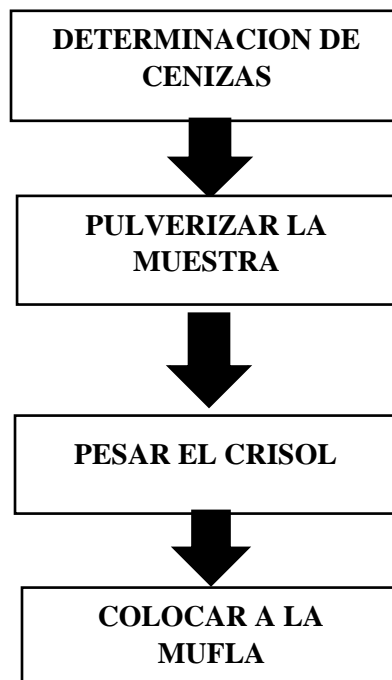 DETERMINACION DE
CENIZAS
PULVERIZAR LA
MUESTRA
PESAR EL CRISOL
COLOCAR A LA
MUFLA